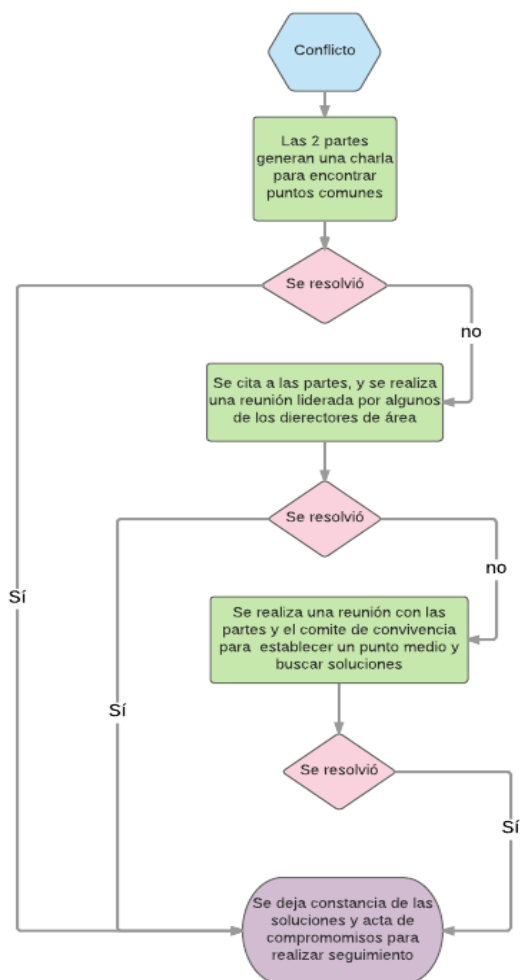 Conflicto
Las 2 partes
generan una charla
para encontrar
puntos comunes
Se resolvió
no
Se cita a las partes, y se realiza
una reunión liderada por algunos
de los dierectores de área
Se resolvió
no
Sí
Se realiza una reunión con las
partes y el comite de convivencia
para establecer un punto medio y
buscar soluciones
Sí
Se resolvió
Sí
Se deja constancia de las
soluciones y acta de
compromomisos para
realizar seguimiento